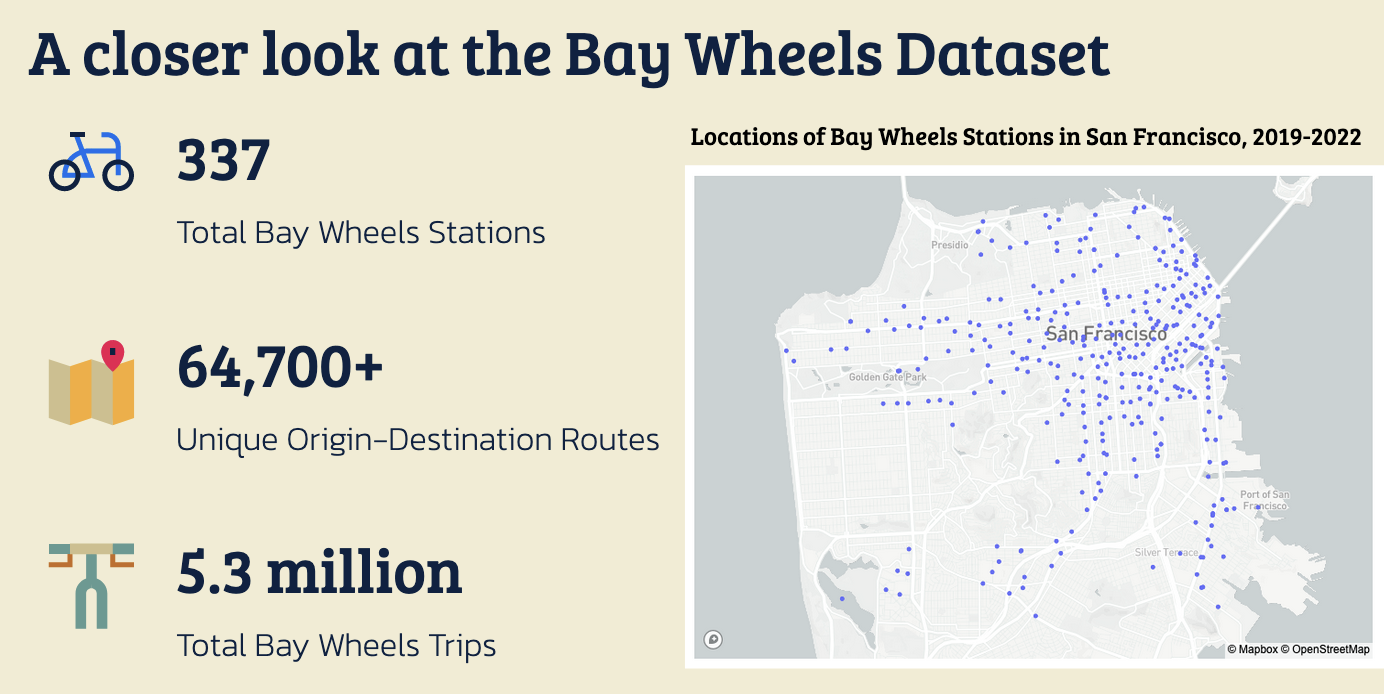 A closer look at the Bay Wheels Dataset
337
Total Bay Wheels Stations
64,700+
Unique Origin-Destination Routes
5.3 million
Total Bay Wheels Trips
Locations of Bay Wheels Stations in San Francisco, 2019-2022
Presidio
San Francisco
Golden Gate Park
Port of San
Francisco
Silver Terrace
© Mapbox © OpenStreetMap